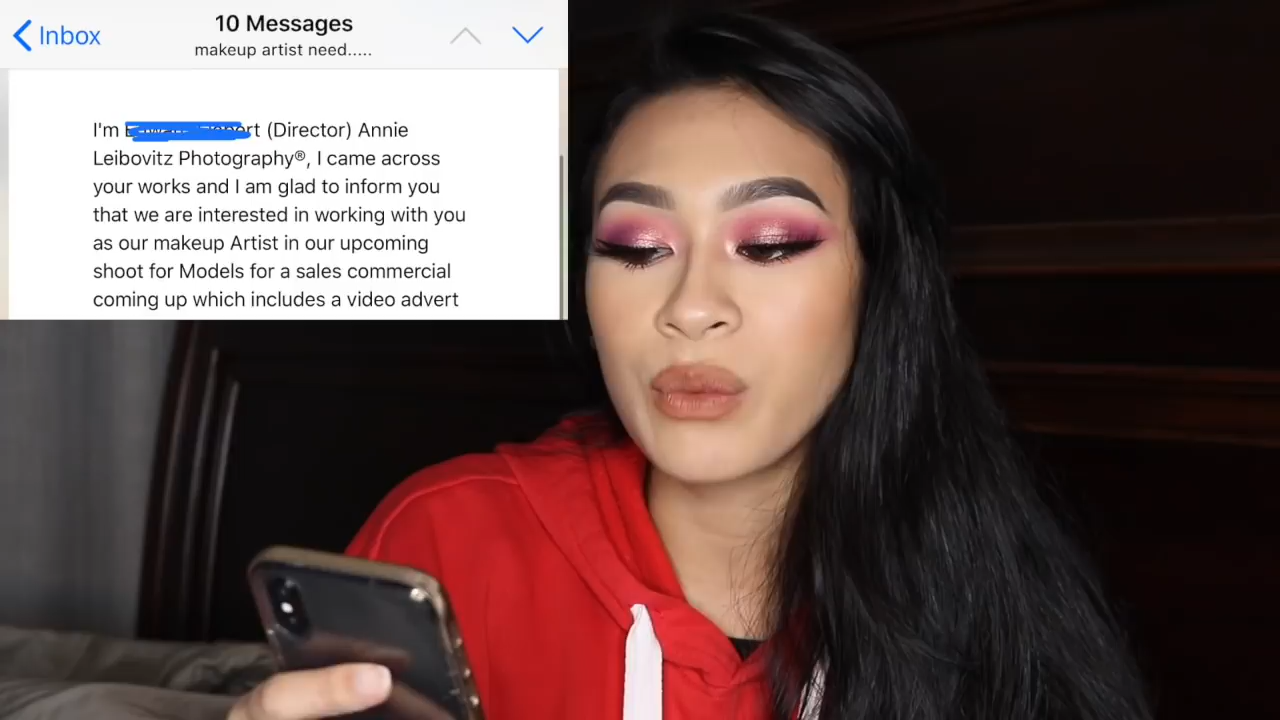 Inbox
10 Messages
makeup artist need.....
I'm (Director) Annie
Leibovitz Photography®, I came across
your works and I am glad to inform you
that we are interested in working with you
as our makeup Artist in our upcoming
shoot for Models for a sales commercial
coming up which includes a video advert